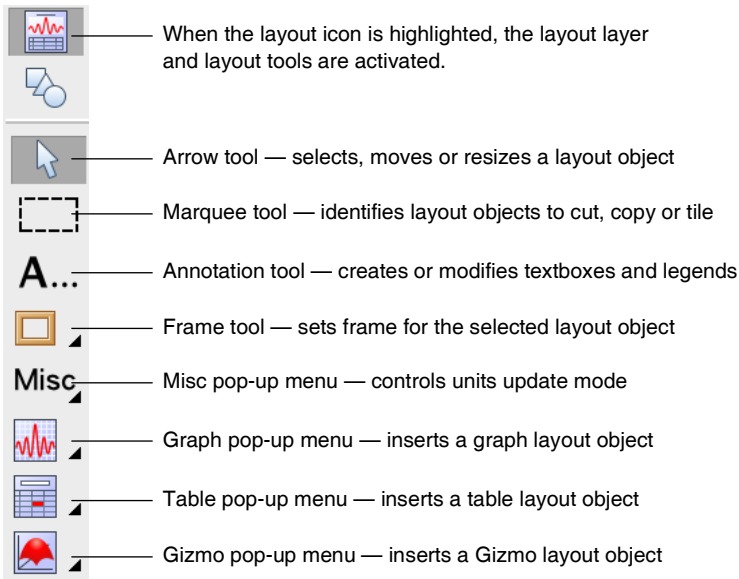 When the layout icon is highlighted, the layout layer
and layout tools are activated.
Arrow tool — selects, moves or resizes a layout object
Marquee tool — identifies layout objects to cut, copy or tile
A...
Annotation tool — creates or modifies textboxes and legends
Frame tool — sets frame for the selected layout object
Misc
Misc pop-up menu — controls units update mode
Graph pop-up menu — inserts a graph layout object
Table pop-up menu — inserts a table layout object
Gizmo pop-up menu — inserts a Gizmo layout object